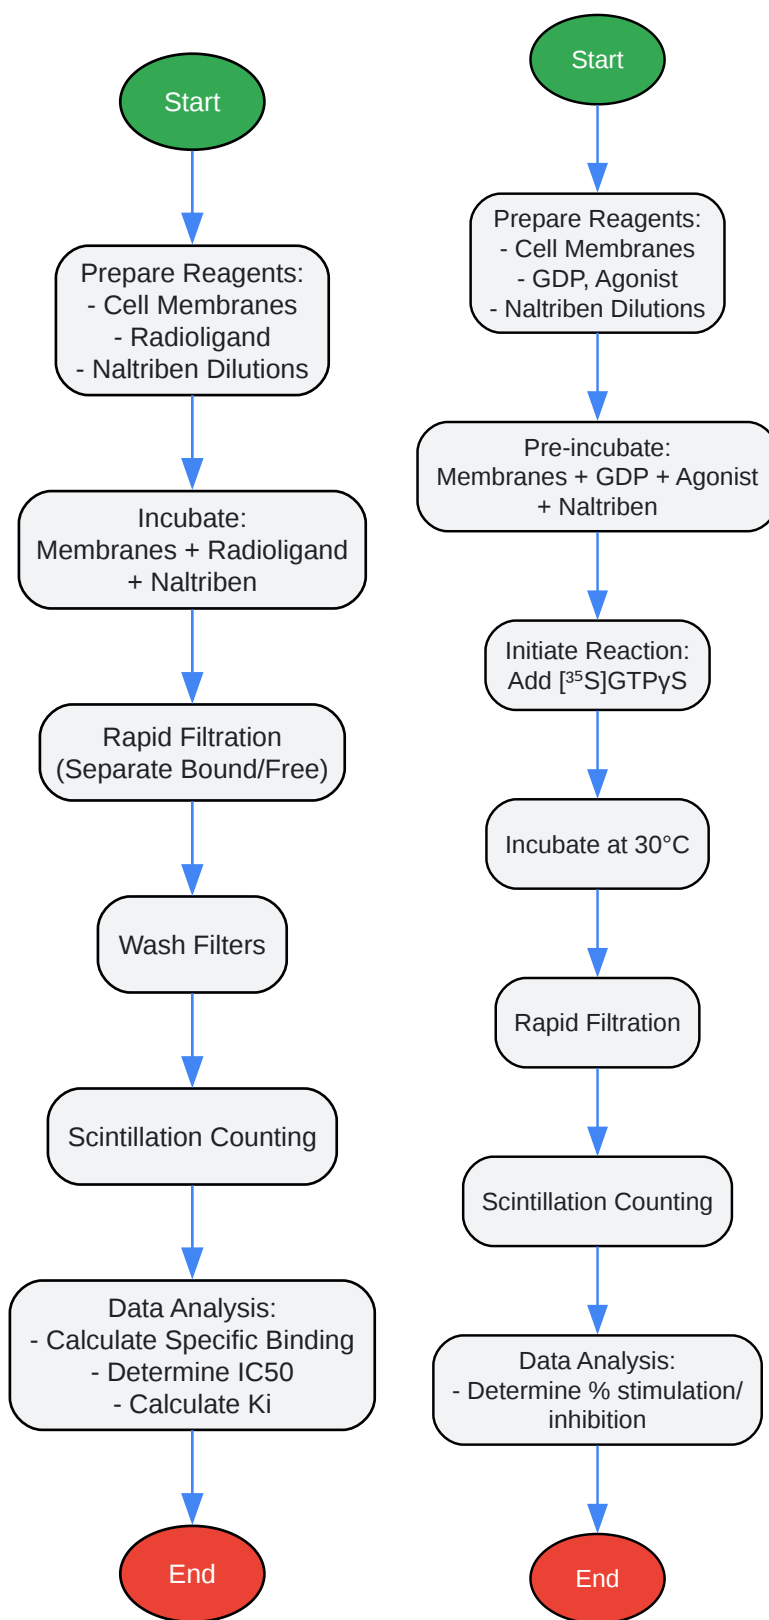 Start
Prepare Reagents:
- Cell Membranes
- Radioligand
- Naltriben Dilutions
Incubate:
Membranes + Radioligand
+ Naltriben
Rapid Filtration
(Separate Bound/Free)
Wash Filters
Scintillation Counting
Data Analysis:
- Calculate Specific Binding
- Determine IC50
- Calculate Ki
End
Start
Prepare Reagents:
- Cell Membranes
- GDP, Agonist
- Naltriben Dilutions
Pre-incubate:
Membranes + GDP + Agonist
+ Naltriben
Initiate Reaction:
Add [³⁵S]GTPγS
Incubate at 30°C
Rapid Filtration
Scintillation Counting
Data Analysis:
- Determine % stimulation/
inhibition
End